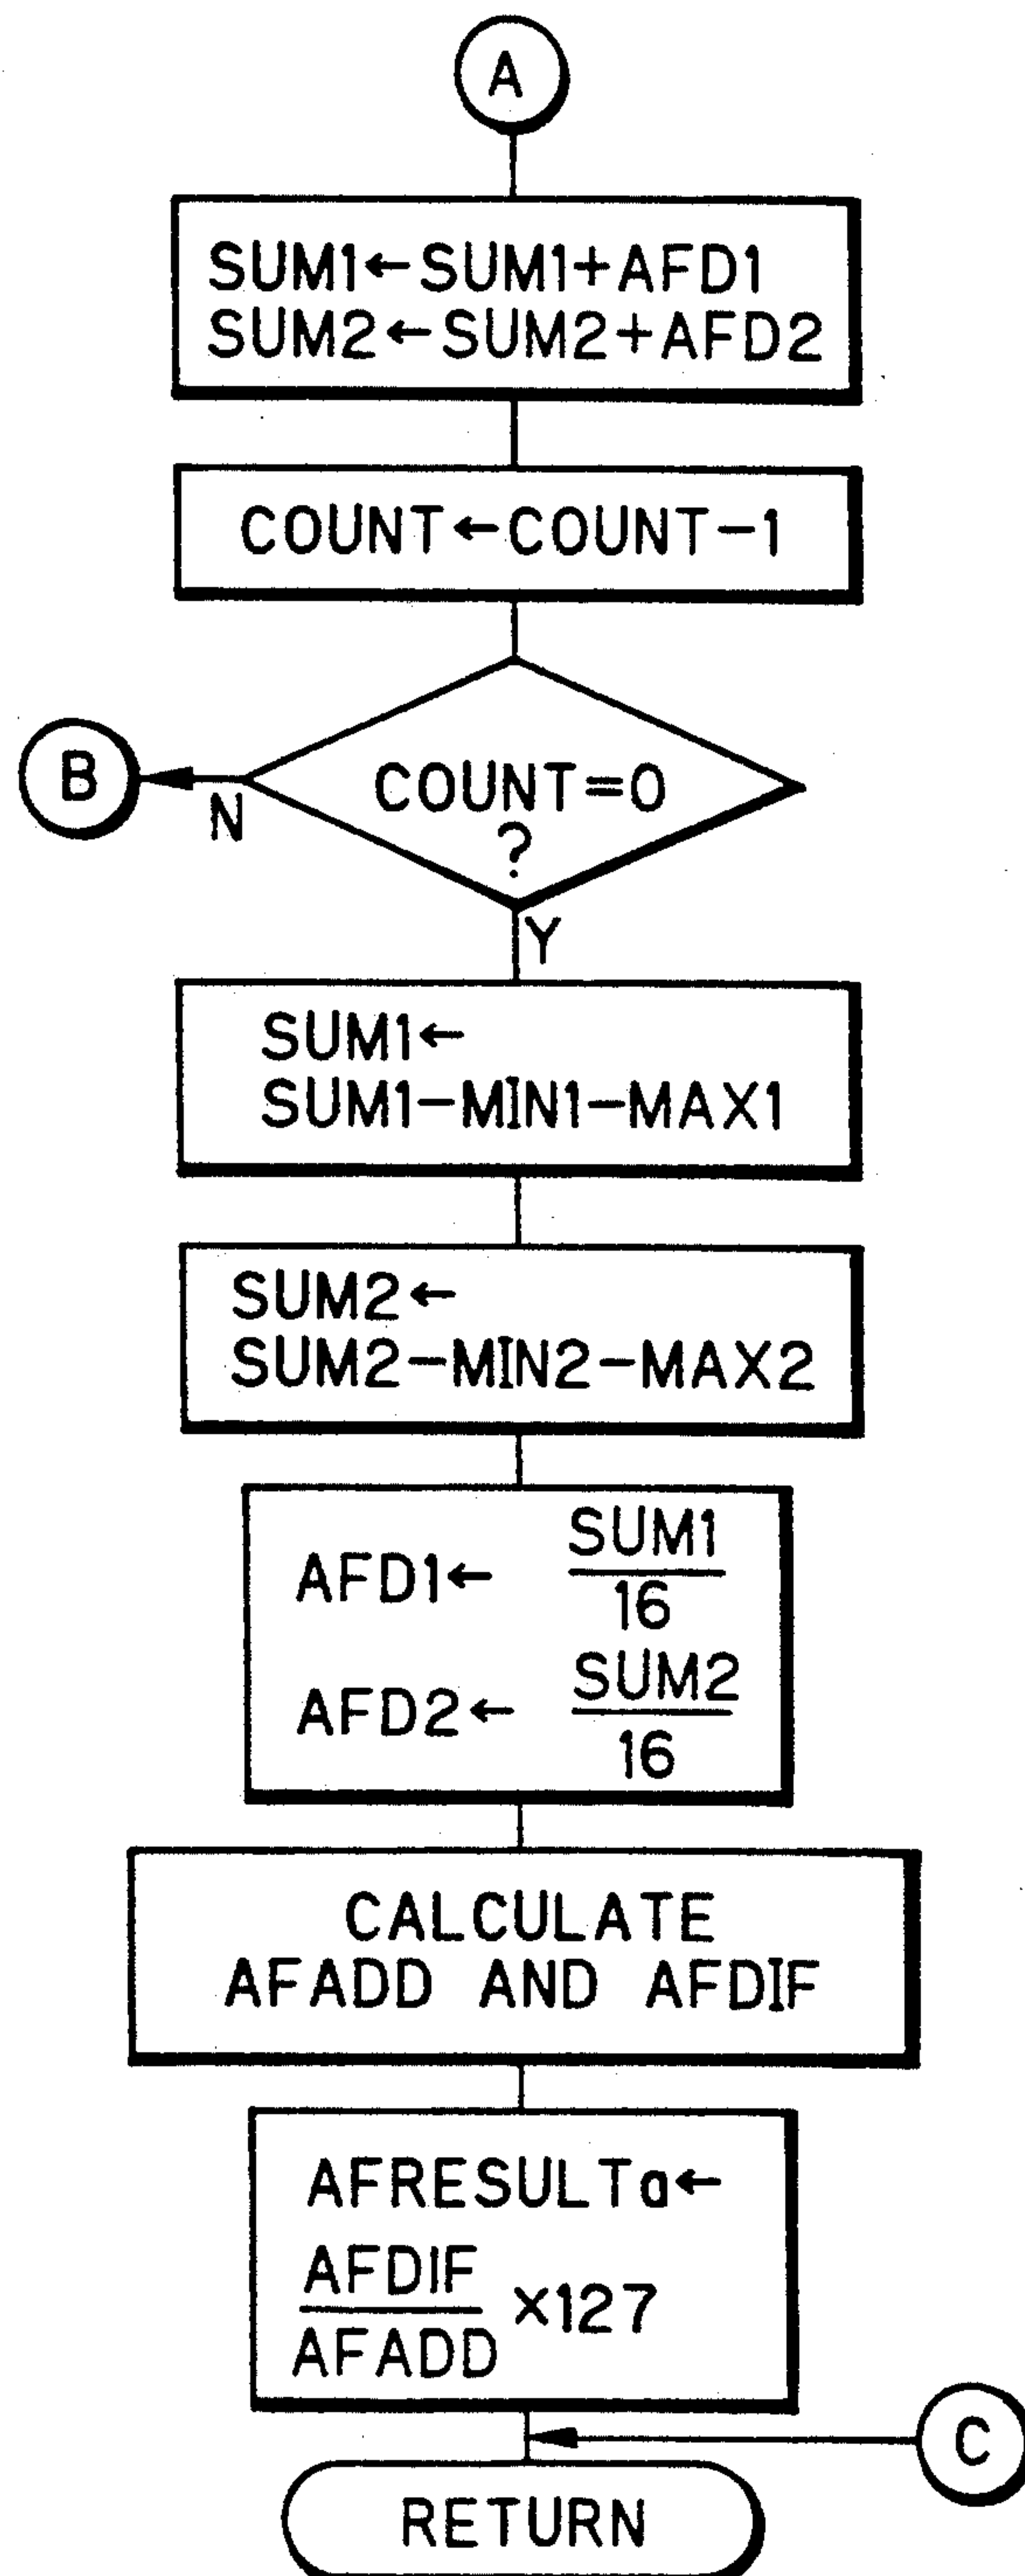 A
SUM1←SUM1+AFD1
SUM2←SUM2+AFD2
COUNT←COUNT-1
COUNT=0
?
B
N
Y
SUM1←
SUM1-MIN1-MAX1
SUM2←
SUM2-MIN2-MAX2
AFD1← SUM1
16
AFD2← SUM2
16
CALCULATE
AFADD AND AFDIF
AFRESULTa←
AFDIF
×127
AFADD
C
RETURN